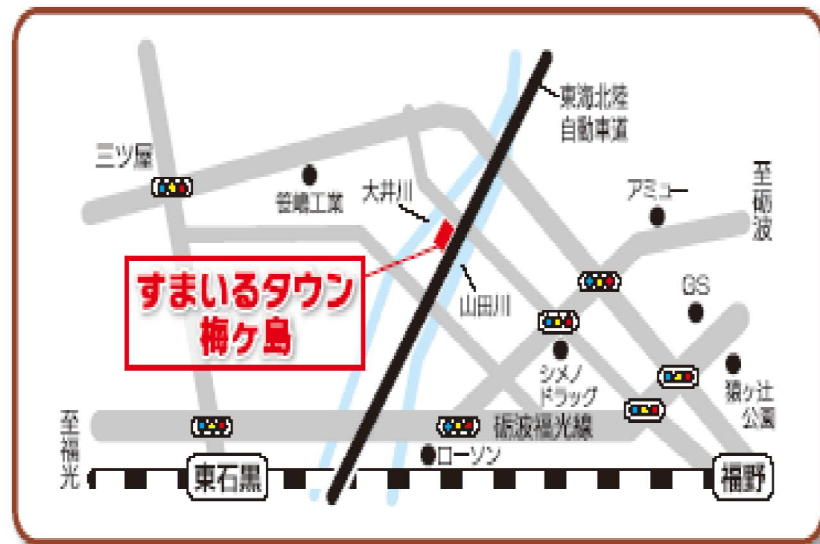 東海北陸
自動車道
三ツ屋
笹嶋工業
大井川
アミュー
至砺波
すまいるタウン
梅ヶ島
山田川
GS
シメノ
ドラッグ
猿ヶ辻
公園
至福光
砺波福光線
ローソン
東石黒
福野